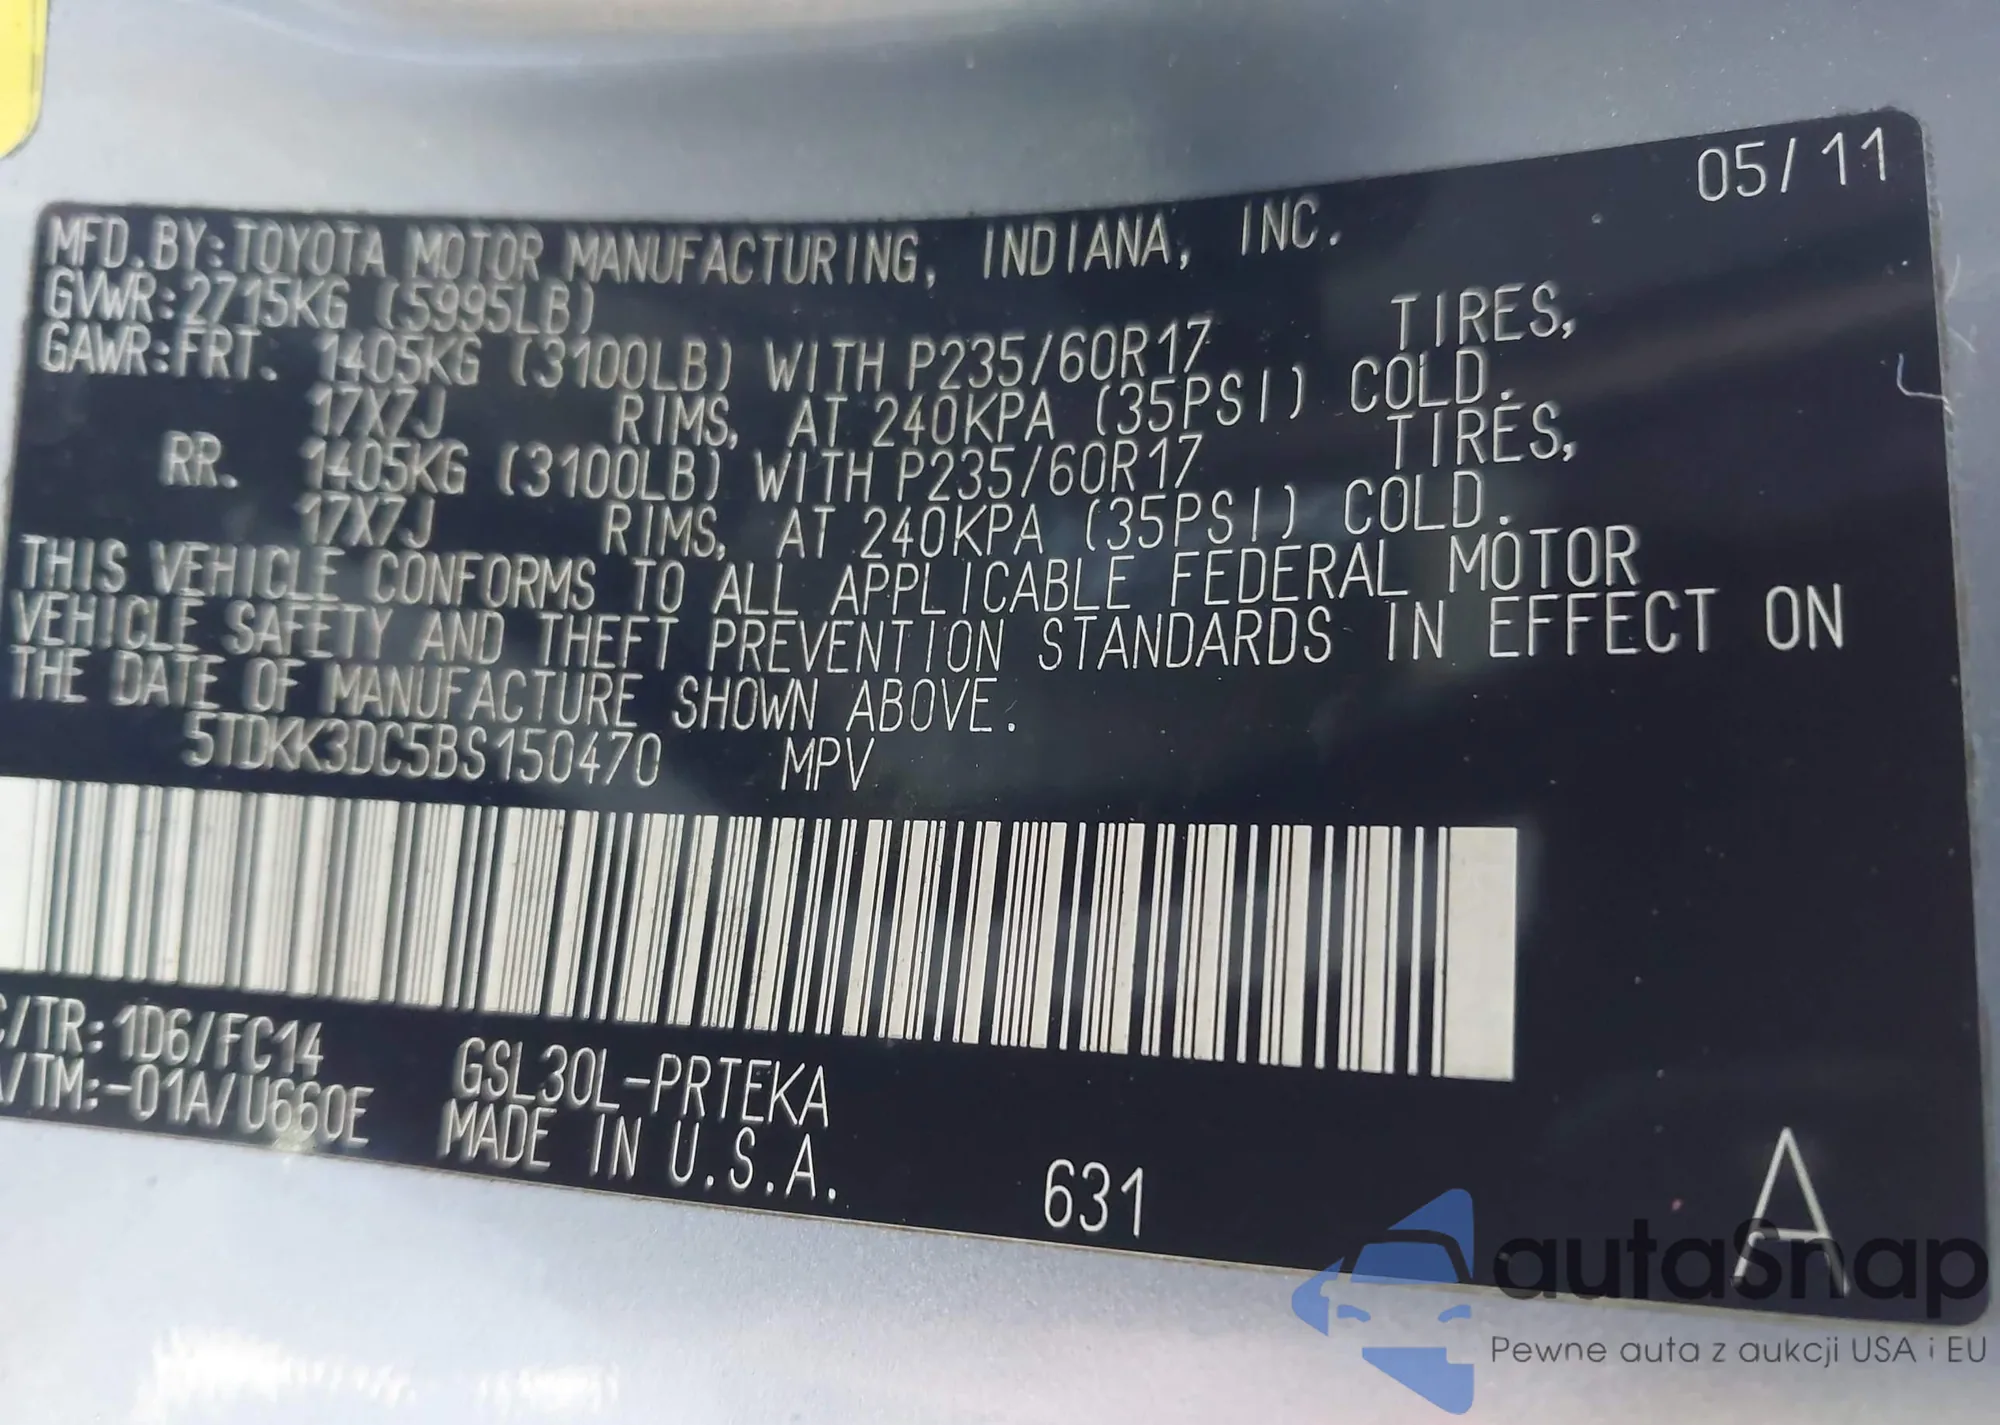 05/11
MFD.BY:TOYOTA MOTOR MANUFACTURING, INDIANA, INC.
GVWR:2715KG (5995LB)
GAWR:FRT. 1405KG (3100LB) WITH P235/60R17 TIRES,
17X7J RIMS, AT 240KPA (35PSI) COLD.
RR. 1405KG (3100LB) WITH P235/60R17 TIRES,
17X7J RIMS, AT 240KPA (35PSI) COLD.
THIS VEHICLE CONFORMS TO ALL APPLICABLE FEDERAL MOTOR
VEHICLE SAFETY AND THEFT PREVENTION STANDARDS IN EFFECT ON
THE DATE OF MANUFACTURE SHOWN ABOVE.
5TDKK3DC5BS150470 MPV
C/TR: 1D6/FC14 GSL30L-PRTEKA
/TM:-01A/U660E MADE IN U.S.A.
631
A
autaSnap
Pewne auta z aukcji USA i EU